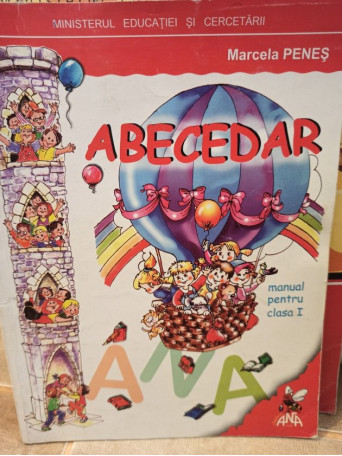 MINISTERUL EDUCAȚIEI ȘI CERCETĂRII
Marcela PENEȘ
ABECEDAR
manual
pentru
clasa I
ANA
ANA